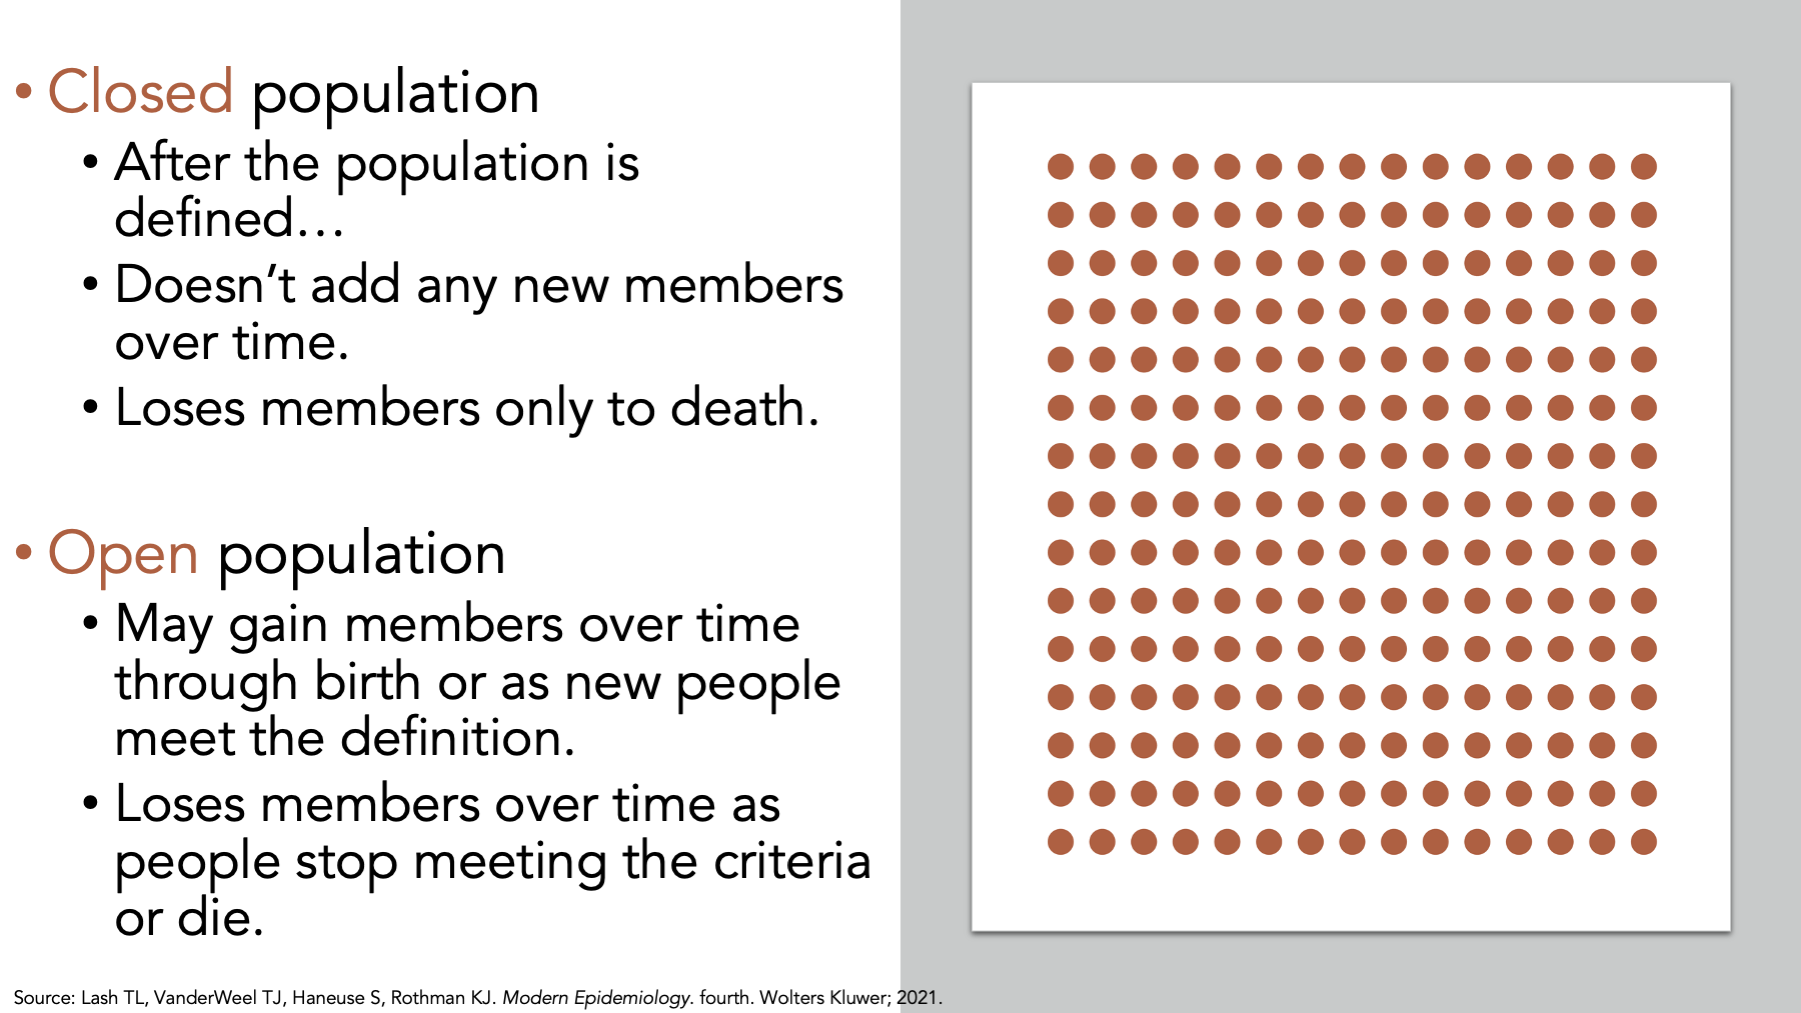 • Closed population
• After the population is
defined…
• Doesn’t add any new members
over time.
• Loses members only to death.
• Open population
• May gain members over time
through birth or as new people
meet the definition.
• Loses members over time as
people stop meeting the criteria
or die.
Source: Lash TL, VanderWeel TJ, Haneuse S, Rothman KJ. Modern Epidemiology. fourth. Wolters Kluwer; 2021.